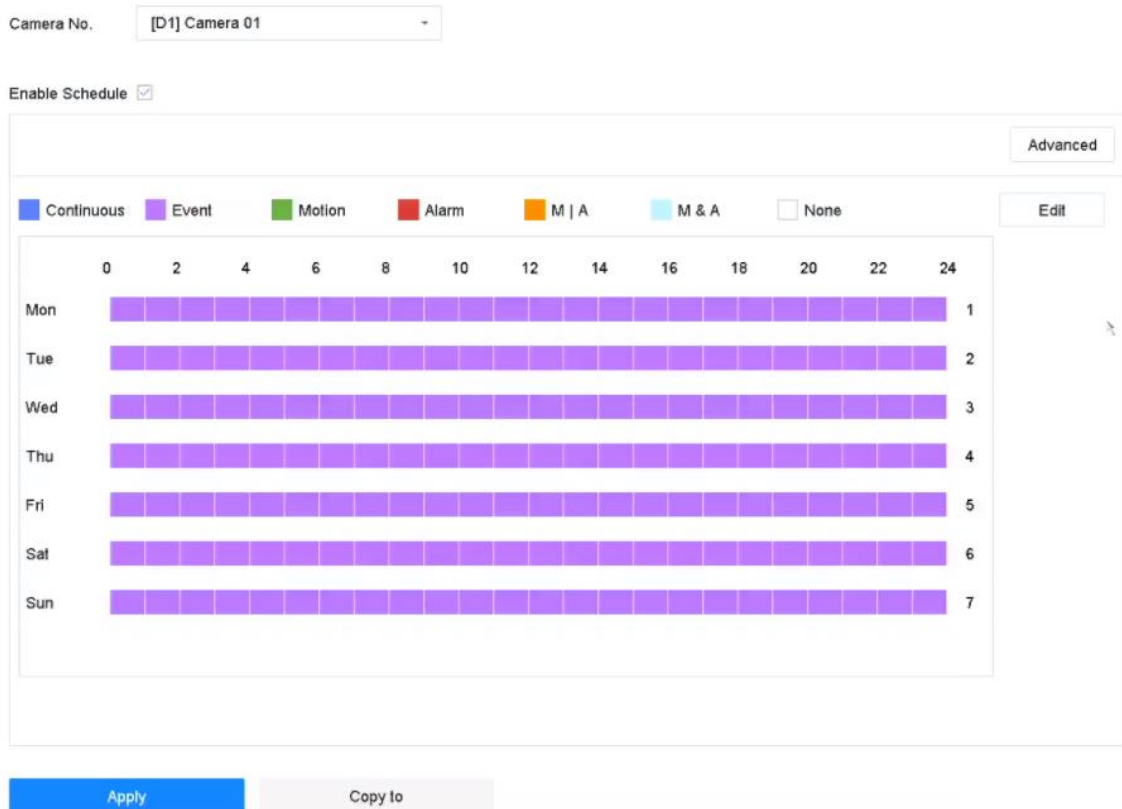 Camera No. [D1] Camera 01
Enable Schedule
Advanced
Continuous Event Motion Alarm M | A M & A None Edit
0 2 4 6 8 10 12 14 16 18 20 22 24
Mon 1
Tue 2
Wed 3
Thu 4
Fri 5
Sat 6
Sun 7
Apply Copy to